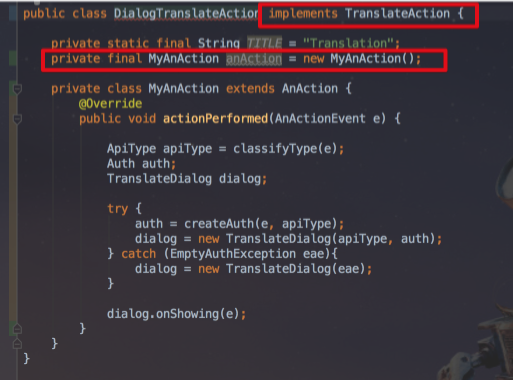 public class DialogTranslateAction implements TranslateAction {
private static final String TITLE = "Translation";
private final MyAnAction anAction = new MyAnAction();
private class MyAnAction extends AnAction {
@Override
public void actionPerformed(AnActionEvent e) {
ApiType apiType = classifyType(e);
Auth auth;
TranslateDialog dialog;
try {
auth = createAuth(e, apiType);
dialog = new TranslateDialog(apiType, auth);
} catch (EmptyAuthException eae){
dialog = new TranslateDialog(eae);
}
dialog.onShowing(e);
}
}
}